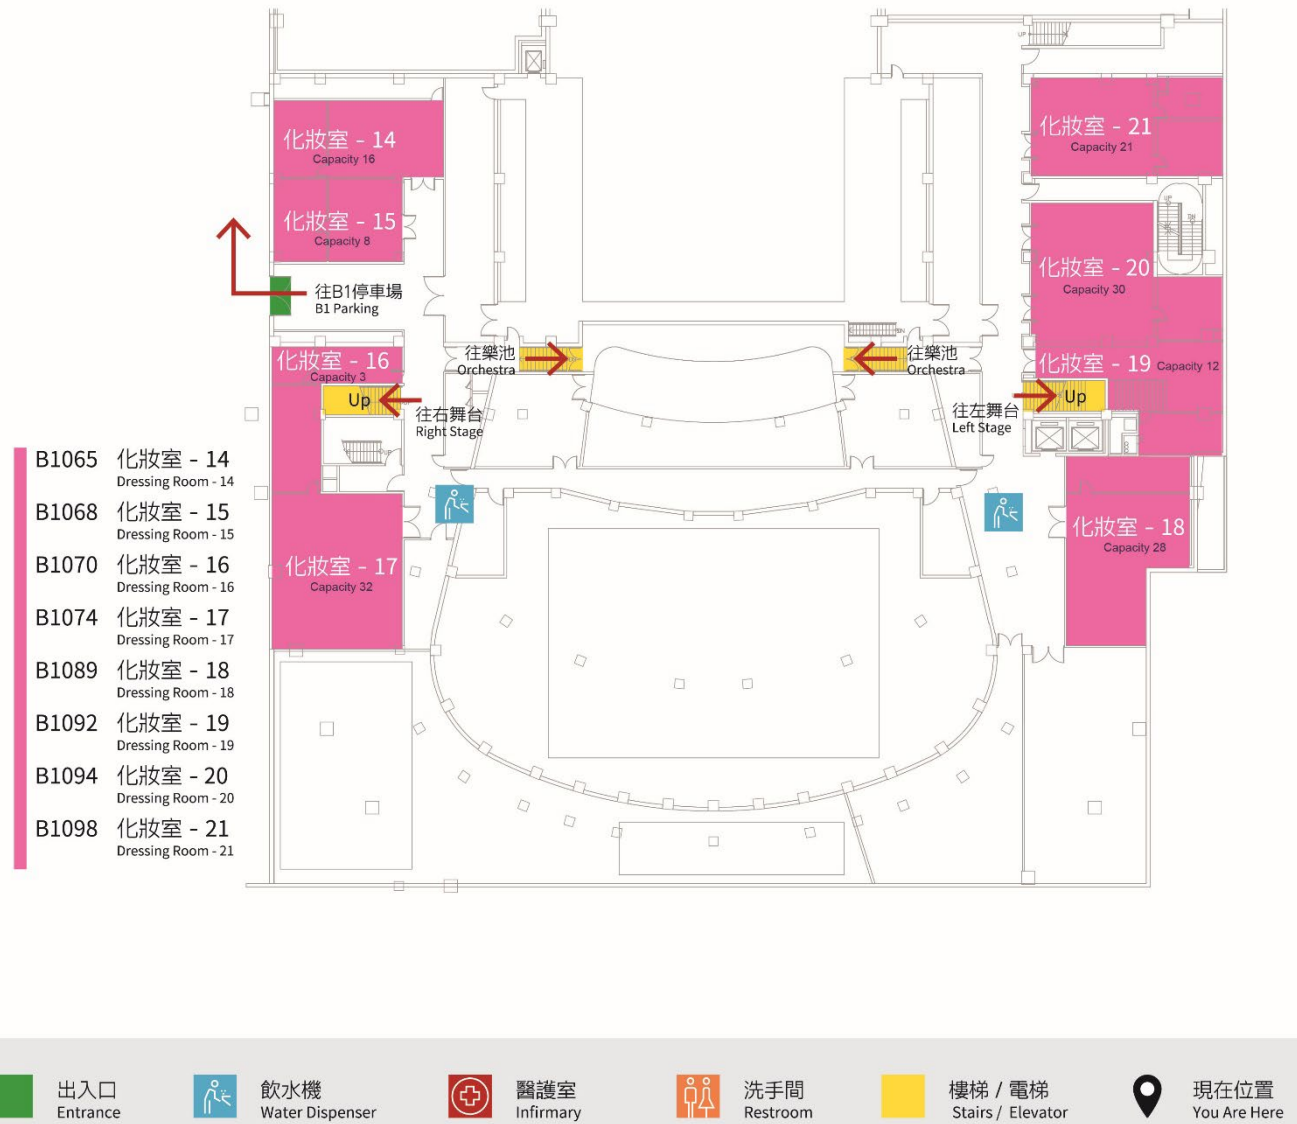 UP
化妝室 - 14
Capacity 16
化妝室 - 21
Capacity 21
化妝室 - 15
Capacity 8
化妝室 - 20
Capacity 30
往B1停車場
B1 Parking
化妝室 - 16
Capacity 3
往樂池
Orchestra
往樂池
Orchestra
化妝室 - 19
Capacity 12
Up
往右舞台
Right Stage
往左舞台
Left Stage
Up
化妝室 - 17
Capacity 32
化妝室 - 18
Capacity 28
B1065 化妝室 - 14
Dressing Room - 14
B1068 化妝室 - 15
Dressing Room - 15
B1070 化妝室 - 16
Dressing Room - 16
B1074 化妝室 - 17
Dressing Room - 17
B1089 化妝室 - 18
Dressing Room - 18
B1092 化妝室 - 19
Dressing Room - 19
B1094 化妝室 - 20
Dressing Room - 20
B1098 化妝室 - 21
Dressing Room - 21
出入口
Entrance
飲水機
Water Dispenser
醫護室
Infirmary
洗手間
Restroom
樓梯 / 電梯
Stairs / Elevator
現在位置
You Are Here